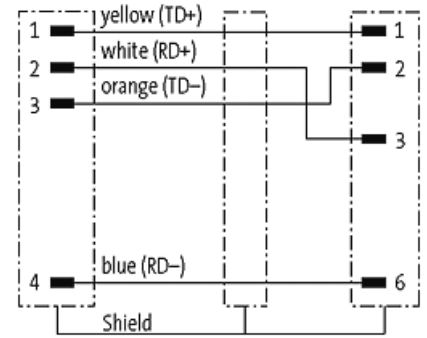 yellow (TD+)
1 1
white (RD+)
2 2
orange (TD–)
3
3
blue (RD–)
4 6
Shield